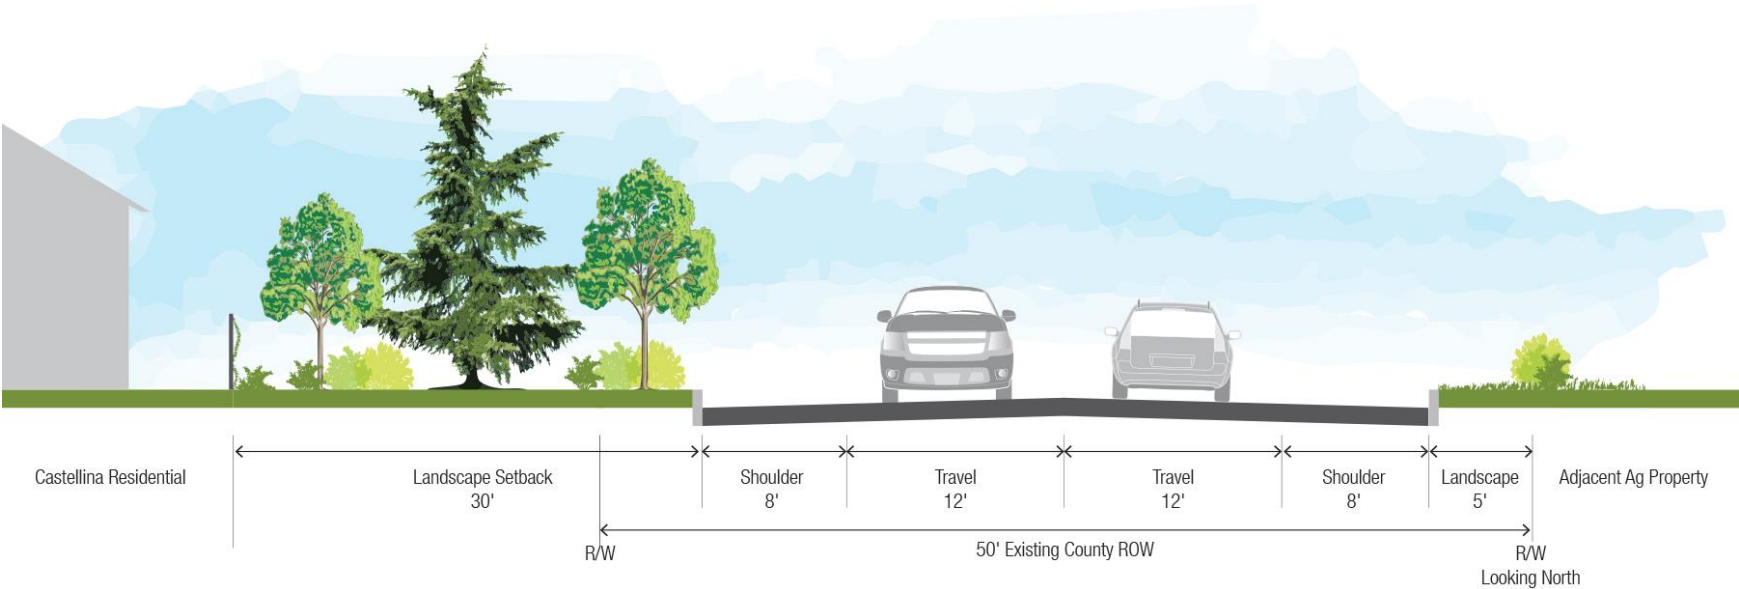 Castellina Residential
Landscape Setback
30'
Shoulder
8'
Travel
12'
Travel
12'
Shoulder
8'
Landscape
5'
Adjacent Ag Property
R/W
50' Existing County ROW
R/W
Looking North